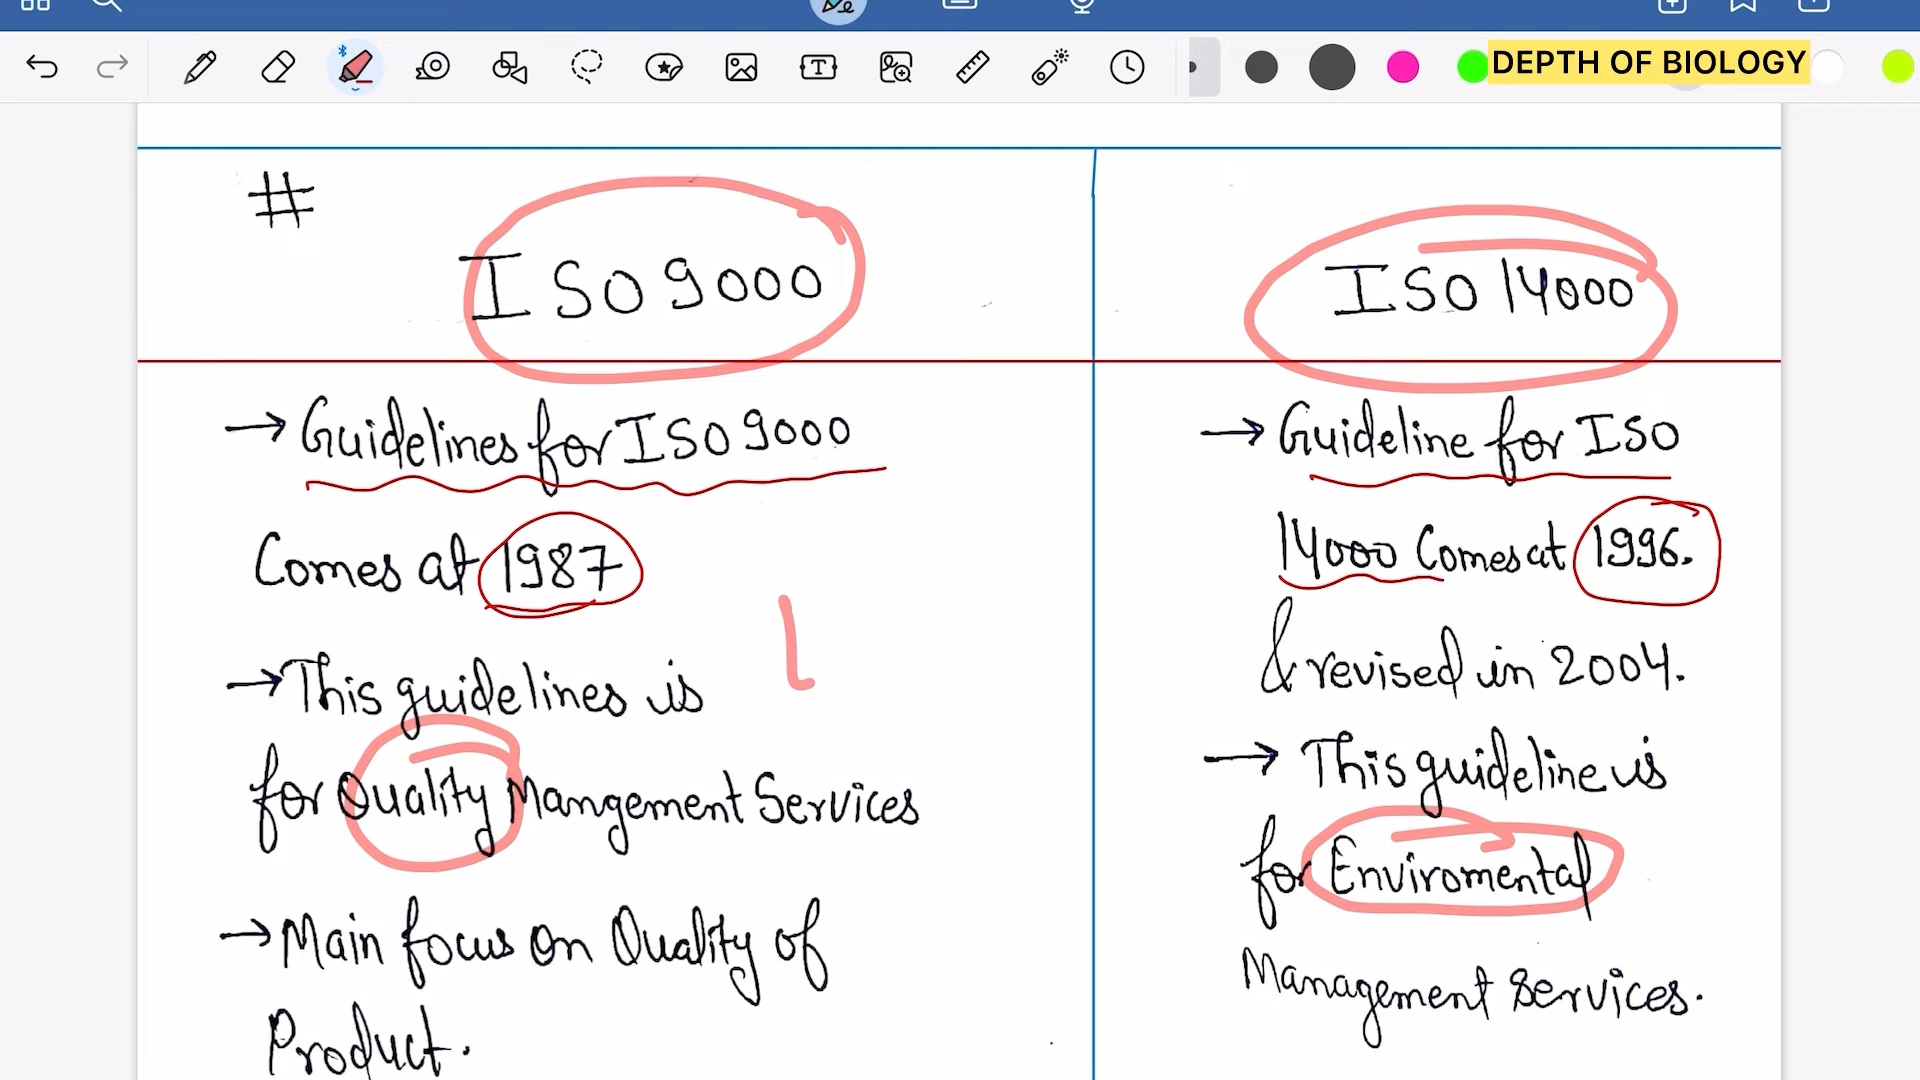 DEPTH OF BIOLOGY
#
ISO 9000
→ Guidelines for ISO 9000
Comes at 1987
→ This guidelines is
for Quality Mangement Services
→ Main focus on Quality of
Product.
ISO 14000
→ Guideline for ISO
14000 Comes at 1996.
& revised in 2004.
→ This guideline is
for Enviromental
Management Services.